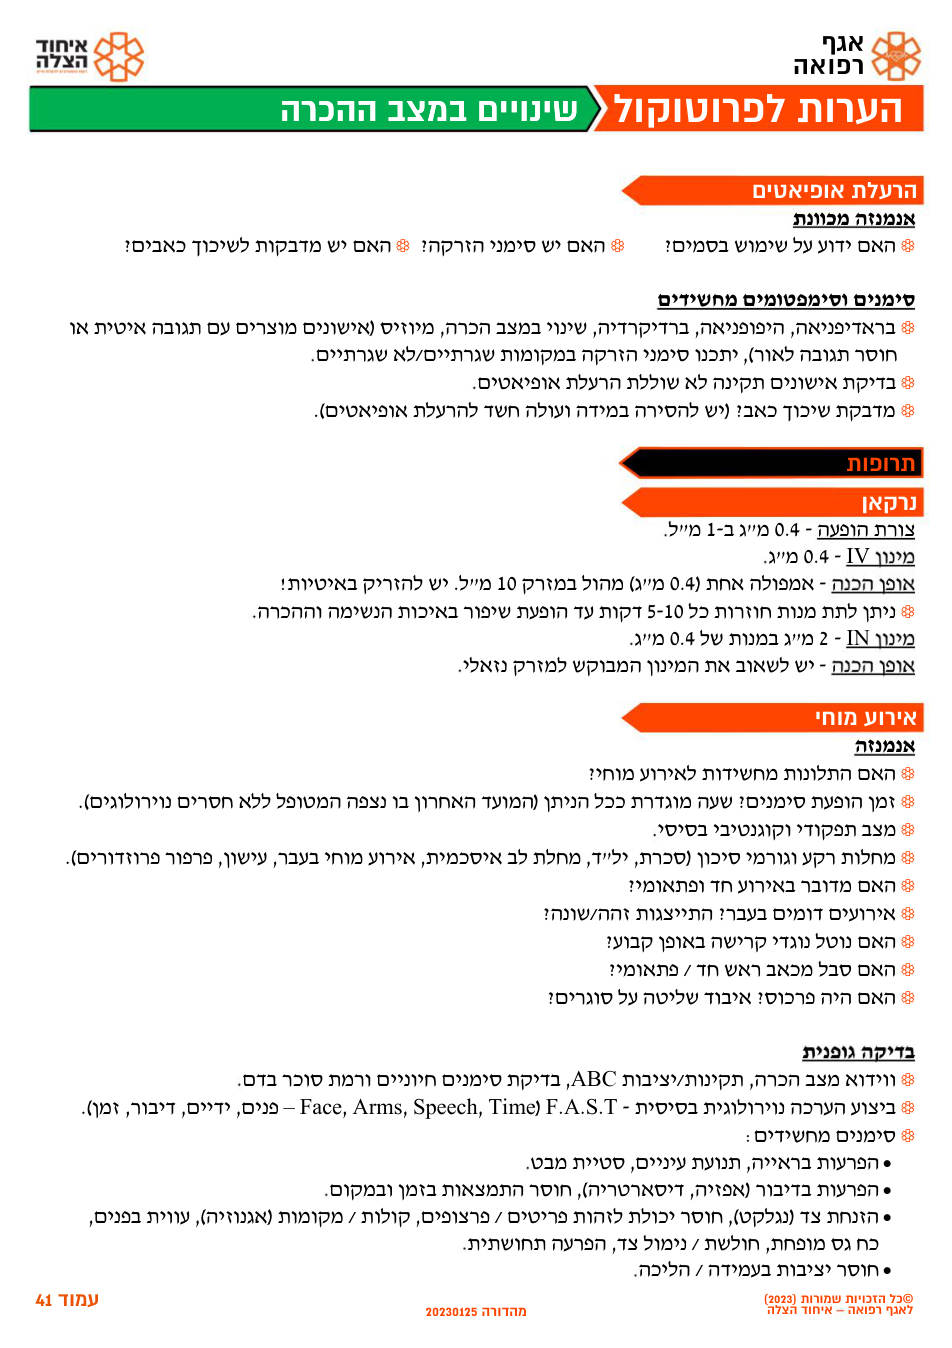 איחוד
הצלה
אגף
רפואה
הערות לפרוטוקול
שינויים במצב ההכרה
הרעלת אופיאטים
אנמנזה מכוונת
האם ידוע על שימוש בסמים? האם יש סימני הזרקה? האם יש מדבקות לשיכוך כאבים?
סימנים וסימפטומים מחשידים
בראדיפניאה, היפופניאה, ברדיקרדיה, שינוי במצב הכרה, מיוזיס (אישונים מוצרים עם תגובה איטית או
חוסר תגובה לאור), יתכנו סימני הזרקה במקומות שגרתיים/לא שגרתיים.
בדיקת אישונים תקינה לא שוללת הרעלת אופיאטים.
מדבקת שיכוך כאב? (יש להסירה במידה ועולה חשד להרעלת אופיאטים).
תרופות
נרקאן
צורת הופעה - 0.4 מ״ג ב-1 מ״ל.
מינון IV - 0.4 מ״ג.
אופן הכנה - אמפולה אחת (0.4 מ״ג) מהול במזרק 10 מ״ל. יש להזריק באיטיות!
ניתן לתת מנות חוזרות כל 5-10 דקות עד הופעת שיפור באיכות הנשימה וההכרה.
מינון IN - 2 מ״ג במנות של 0.4 מ״ג.
אופן הכנה - יש לשאוב את המינון המבוקש למזרק נזאלי.
אירוע מוחי
אנמנזה
האם התלונות מחשידות לאירוע מוחי?
זמן הופעת סימנים? שעה מוגדרת ככל הניתן (המועד האחרון בו נצפה המטופל ללא חסרים נוירולוגים).
מצב תפקודי וקוגנטיבי בסיסי.
מחלות רקע וגורמי סיכון (סכרת, יל״ד, מחלת לב איסכמית, אירוע מוחי בעבר, עישון, פרפור פרוזדורים).
האם מדובר באירוע חד ופתאומי?
אירועים דומים בעבר? התייצגות זהה/שונה?
האם נוטל נוגדי קרישה באופן קבוע?
האם סבל מכאב ראש חד / פתאומי?
האם היה פרכוס? איבוד שליטה על סוגרים?
בדיקה גופנית
ווידוא מצב הכרה, תקינות/יציבות ABC, בדיקת סימנים חיוניים ורמת סוכר בדם.
ביצוע הערכה נוירולוגית בסיסית - F.A.S.T (Face, Arms, Speech, Time – פנים, ידיים, דיבור, זמן).
סימנים מחשידים:
• הפרעות בראייה, תנועת עיניים, סטיית מבט.
• הפרעות בדיבור (אפזיה, דיסארטריה), חוסר התמצאות בזמן ובמקום.
• הזנחת צד (נגלקט), חוסר יכולת לזהות פריטים / פרצופים, קולות / מקומות (אגנוזיה), עווית בפנים,
כח גס מופחת, חולשת / נימול צד, הפרעה תחושתית.
• חוסר יציבות בעמידה / הליכה.
©כל הזכויות שמורות (2023)
לאגף רפואה – איחוד הצלה
מהדורה 20230125
עמוד 41